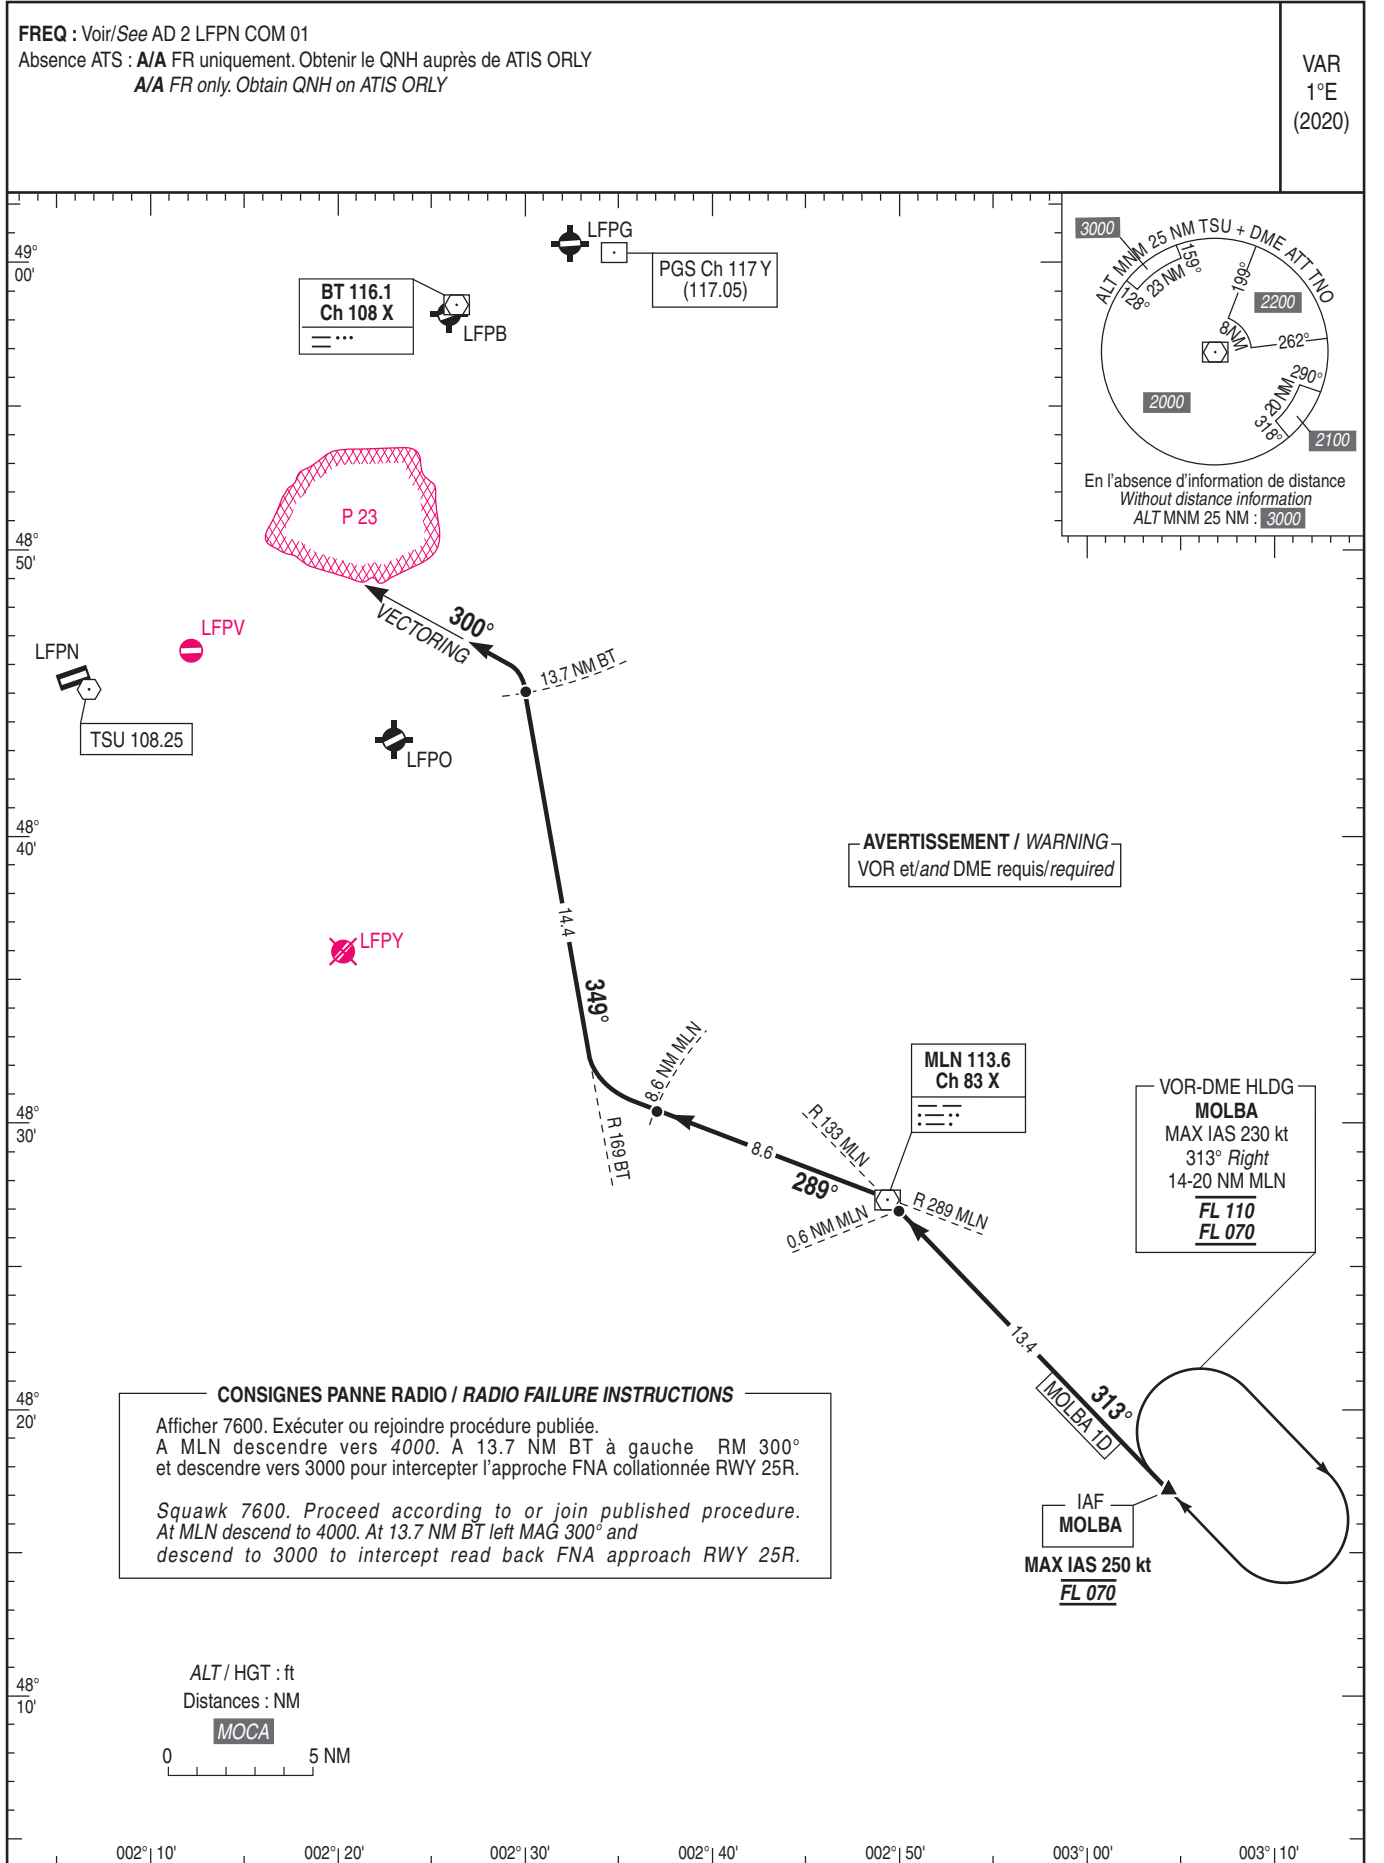 FREQ : Voir/See AD 2 LFPN COM 01
Absence ATS : A/A FR uniquement. Obtenir le QNH auprès de ATIS ORLY
A/A FR only. Obtain QNH on ATIS ORLY
VAR
1°E
(2020)
49°
00'
LFPG
PGS Ch 117 Y
(117.05)
BT 116.1
Ch 108 X
LFPB
3000
ALT MNM 25 NM TSU + DME ATT TNO
159°
23 NM
128°
199°
2200
8NM
262°
290°
20 NM
318°
2000
2100
En l'absence d'information de distance
Without distance information
ALT MNM 25 NM : 3000
P 23
48°
50'
VECTORING
300°
LFPV
LFPN
13.7 NM BT
TSU 108.25
LFPO
48°
40'
AVERTISSEMENT / WARNING
VOR et/and DME requis/required
14.4
LFPY
349°
8.6 NM MLN
MLN 113.6
Ch 83 X
VOR-DME HLDG
MOLBA
MAX IAS 230 kt
313° Right
14-20 NM MLN
FL 110
FL 070
48°
30'
R 169 BT
R 133 MLN
8.6
289°
R 289 MLN
0.6 NM MLN
13.4
313°
MOLBA 1D
48°
20'
CONSIGNES PANNE RADIO / RADIO FAILURE INSTRUCTIONS
Afficher 7600. Exécuter ou rejoindre procédure publiée.
A MLN descendre vers 4000. A 13.7 NM BT à gauche RM 300°
et descendre vers 3000 pour intercepter l'approche FNA collationnée RWY 25R.
Squawk 7600. Proceed according to or join published procedure.
At MLN descend to 4000. At 13.7 NM BT left MAG 300° and
descend to 3000 to intercept read back FNA approach RWY 25R.
IAF
MOLBA
MAX IAS 250 kt
FL 070
48°
10'
ALT / HGT : ft
Distances : NM
MOCA
0 5 NM
002° 10' 002° 20' 002° 30' 002° 40' 002° 50' 003° 00' 003° 10'